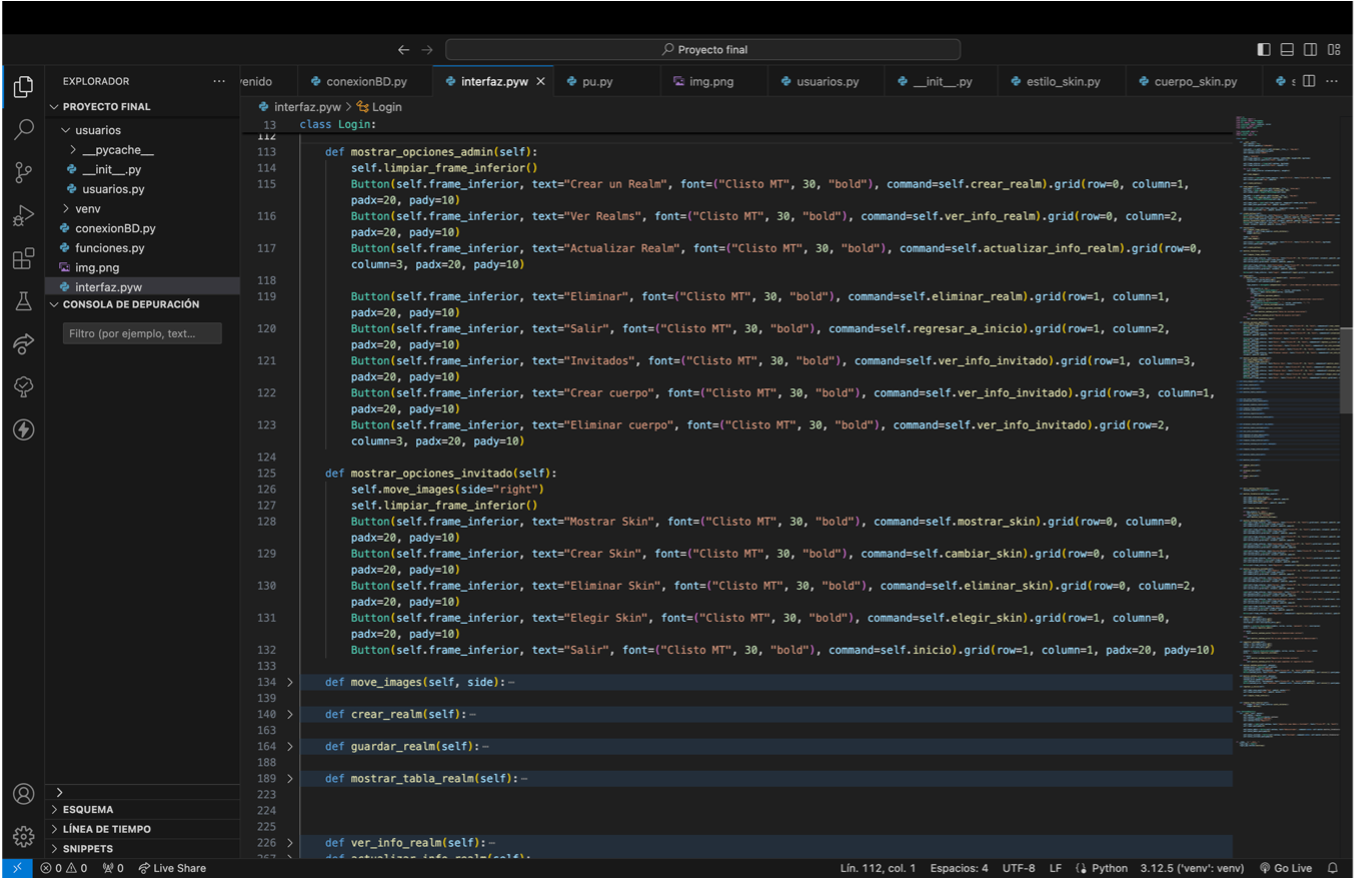 Proyecto final
EXPLORADOR
PROYECTO FINAL
usuarios
__pycache__
__init__.py
usuarios.py
venv
conexionBD.py
funciones.py
img.png
interfaz.pyw
CONSOLA DE DEPURACIÓN
Filtro (por ejemplo, text...
ESQUEMA
LÍNEA DE TIEMPO
SNIPPETS
venido conexionBD.py interfaz.pyw pu.py img.png usuarios.py __init__.py estilo_skin.py cuerpo_skin.py s
interfaz.pyw > Login
13 class Login:
112
113 def mostrar_opciones_admin(self):
114 self.limpiar_frame_inferior()
115 Button(self.frame_inferior, text="Crear un Realm", font=("Clisto MT", 30, "bold"), command=self.crear_realm).grid(row=0, column=1,
padx=20, pady=10)
116 Button(self.frame_inferior, text="Ver Realms", font=("Clisto MT", 30, "bold"), command=self.ver_info_realm).grid(row=0, column=2,
padx=20, pady=10)
117 Button(self.frame_inferior, text="Actualizar Realm", font=("Clisto MT", 30, "bold"), command=self.actualizar_info_realm).grid(row=0,
column=3, padx=20, pady=10)
118
119 Button(self.frame_inferior, text="Eliminar", font=("Clisto MT", 30, "bold"), command=self.eliminar_realm).grid(row=1, column=1,
padx=20, pady=10)
120 Button(self.frame_inferior, text="Salir", font=("Clisto MT", 30, "bold"), command=self.regresar_a_inicio).grid(row=1, column=2,
padx=20, pady=10)
121 Button(self.frame_inferior, text="Invitados", font=("Clisto MT", 30, "bold"), command=self.ver_info_invitado).grid(row=1, column=3,
padx=20, pady=10)
122 Button(self.frame_inferior, text="Crear cuerpo", font=("Clisto MT", 30, "bold"), command=self.ver_info_invitado).grid(row=3, column=1,
padx=20, pady=10)
123 Button(self.frame_inferior, text="Eliminar cuerpo", font=("Clisto MT", 30, "bold"), command=self.ver_info_invitado).grid(row=2,
column=3, padx=20, pady=10)
124
125 def mostrar_opciones_invitado(self):
126 self.move_images(side="right")
127 self.limpiar_frame_inferior()
128 Button(self.frame_inferior, text="Mostrar Skin", font=("Clisto MT", 30, "bold"), command=self.mostrar_skin).grid(row=0, column=0,
padx=20, pady=10)
129 Button(self.frame_inferior, text="Crear Skin", font=("Clisto MT", 30, "bold"), command=self.cambiar_skin).grid(row=0, column=1,
padx=20, pady=10)
130 Button(self.frame_inferior, text="Eliminar Skin", font=("Clisto MT", 30, "bold"), command=self.eliminar_skin).grid(row=0, column=2,
padx=20, pady=10)
131 Button(self.frame_inferior, text="Elegir Skin", font=("Clisto MT", 30, "bold"), command=self.elegir_skin).grid(row=1, column=0,
padx=20, pady=10)
132 Button(self.frame_inferior, text="Salir", font=("Clisto MT", 30, "bold"), command=self.inicio).grid(row=1, column=1, padx=20, pady=10)
133
134 def move_images(self, side):
139
140 def crear_realm(self):
163
164 def guardar_realm(self):
188
189 def mostrar_tabla_realm(self):
223
224
225
226 def ver_info_realm(self):
267 def actualizar_info_realm(self):
0 0 0 Live Share Lín. 112, col. 1 Espacios: 4 UTF-8 LF Python 3.12.5 ('venv': venv) Go Live